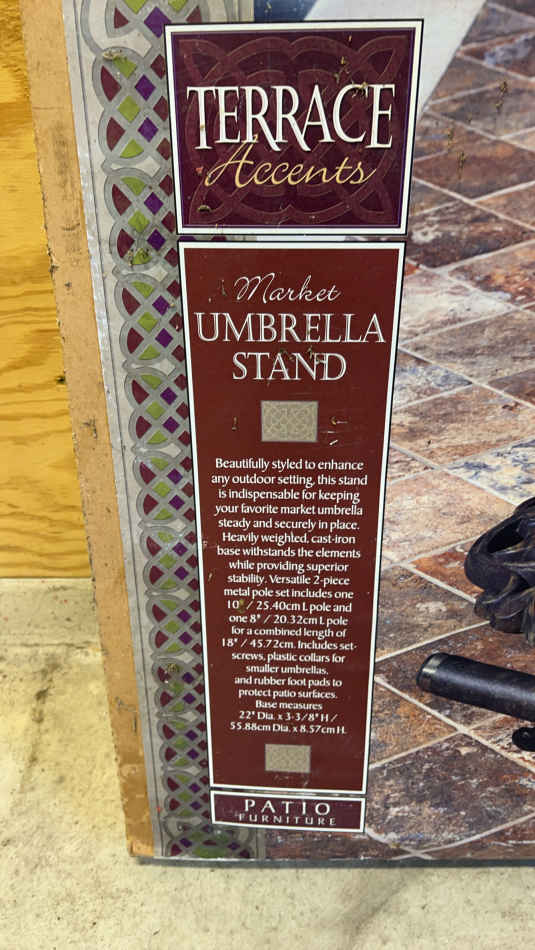 TERRACE
Accents
Market
UMBRELLA
STAND
Beautifully styled to enhance
any outdoor setting, this stand
is indispensable for keeping
your favorite market umbrella
steady and securely in place.
Heavily weighted, cast-iron
base withstands the elements
while providing superior
stability. Versatile 2-piece
metal pole set includes one
10" / 25.40cm L pole and
one 8" / 20.32cm L pole
for a combined length of
18" / 45.72cm. Includes set-
screws, plastic collars for
smaller umbrellas,
and rubber foot pads to
protect patio surfaces.
Base measures
22" Dia. x 3-3/8" H /
55.88cm Dia. x 8.57cm H.
PATIO
FURNITURE